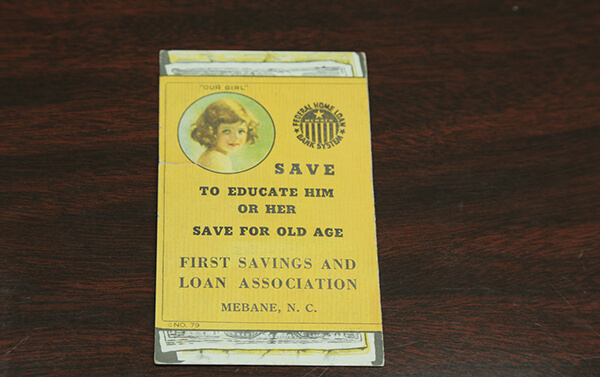 "OUR GIRL"
FEDERAL HOME LOAN
MEMBER
BANK SYSTEM
SAVE
TO EDUCATE HIM
OR HER
SAVE FOR OLD AGE
FIRST SAVINGS AND
LOAN ASSOCIATION
MEBANE, N. C.
©NO. 79